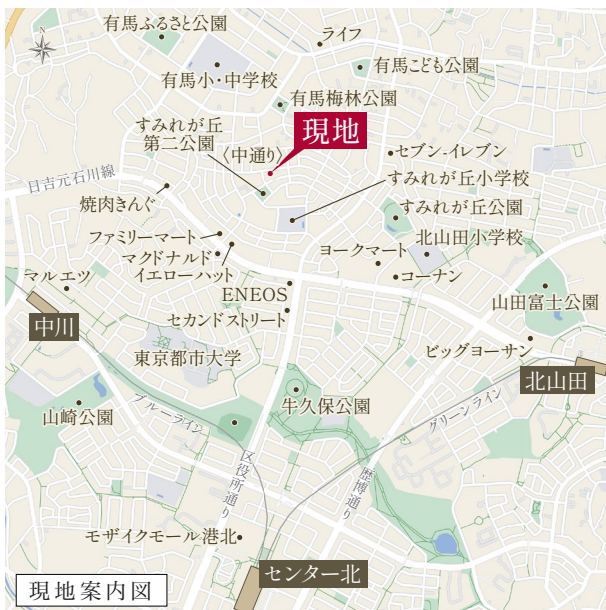 有馬ふるさと公園
ライフ
N
有馬小・中学校
有馬こども公園
有馬梅林公園
すみれが丘
第二公園
〈中通り〉
現地
セブン-イレブン
すみれが丘小学校
日吉元石川線
焼肉きんぐ
すみれが丘公園
ファミリーマート
マクドナルド
イエローハット
ヨークマート
北山田小学校
コーナン
マルエツ
ENEOS
セカンドストリート
山田富士公園
中川
東京都市大学
ビッグヨーサン
北山田
牛久保公園
山崎公園
ブルーライン
グリーンライン
区役所通り
歴博通り
モザイクモール港北
センター北
現地案内図